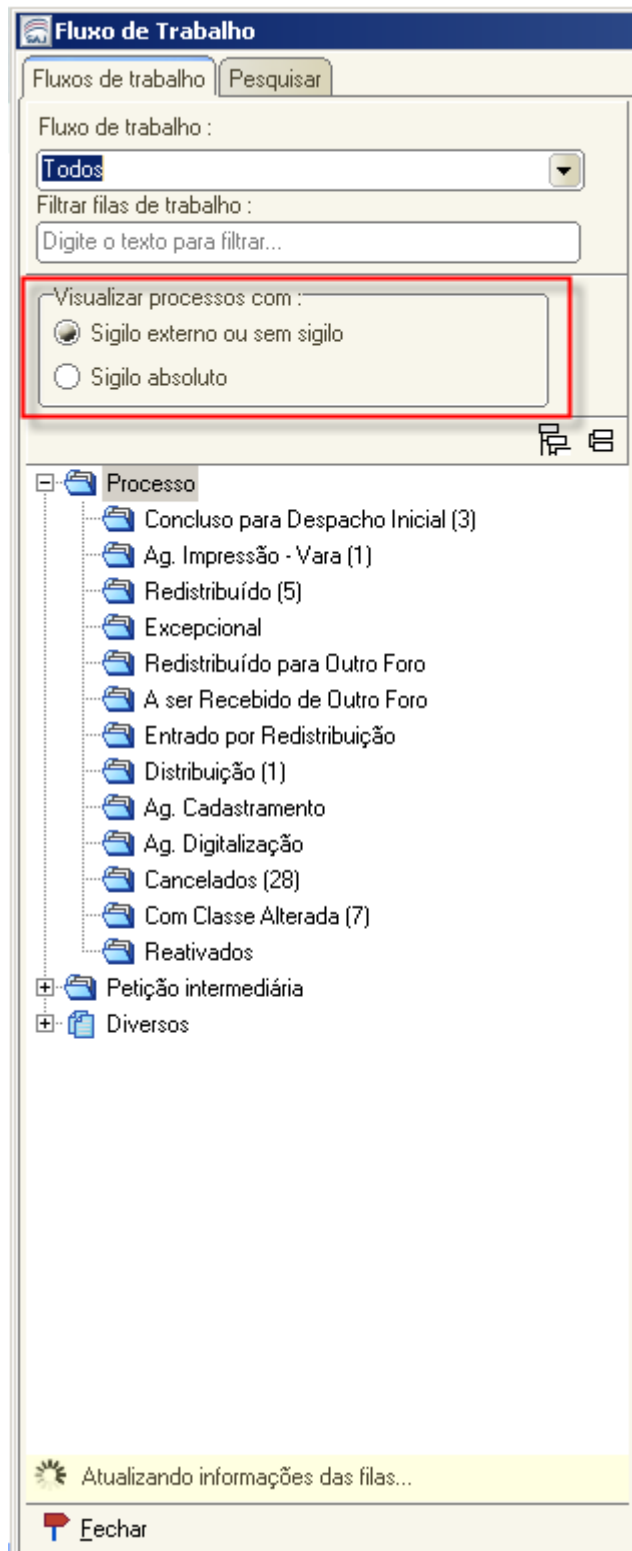 SAJ Fluxo de Trabalho
Fluxos de trabalho Pesquisar
Fluxo de trabalho :
Todos
Filtrar filas de trabalho :
Digite o texto para filtrar...
Visualizar processos com :
Sigilo externo ou sem sigilo
Sigilo absoluto
Processo
Concluso para Despacho Inicial (3)
Ag. Impressão - Vara (1)
Redistribuído (5)
Excepcional
Redistribuído para Outro Foro
A ser Recebido de Outro Foro
Entrado por Redistribuição
Distribuição (1)
Ag. Cadastramento
Ag. Digitalização
Cancelados (28)
Com Classe Alterada (7)
Reativados
Petição intermediária
Diversos
Atualizando informações das filas...
Fechar